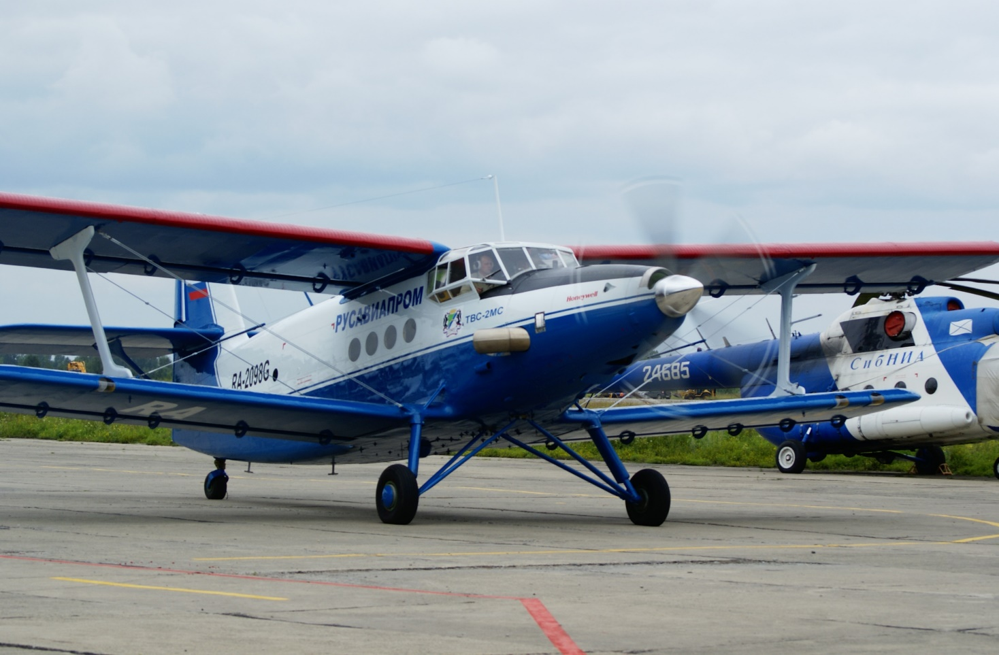 РУСАВИАПРОМ
Honeywell
ТВС-2МС
RA-2098G
RA
24685
СибНИА